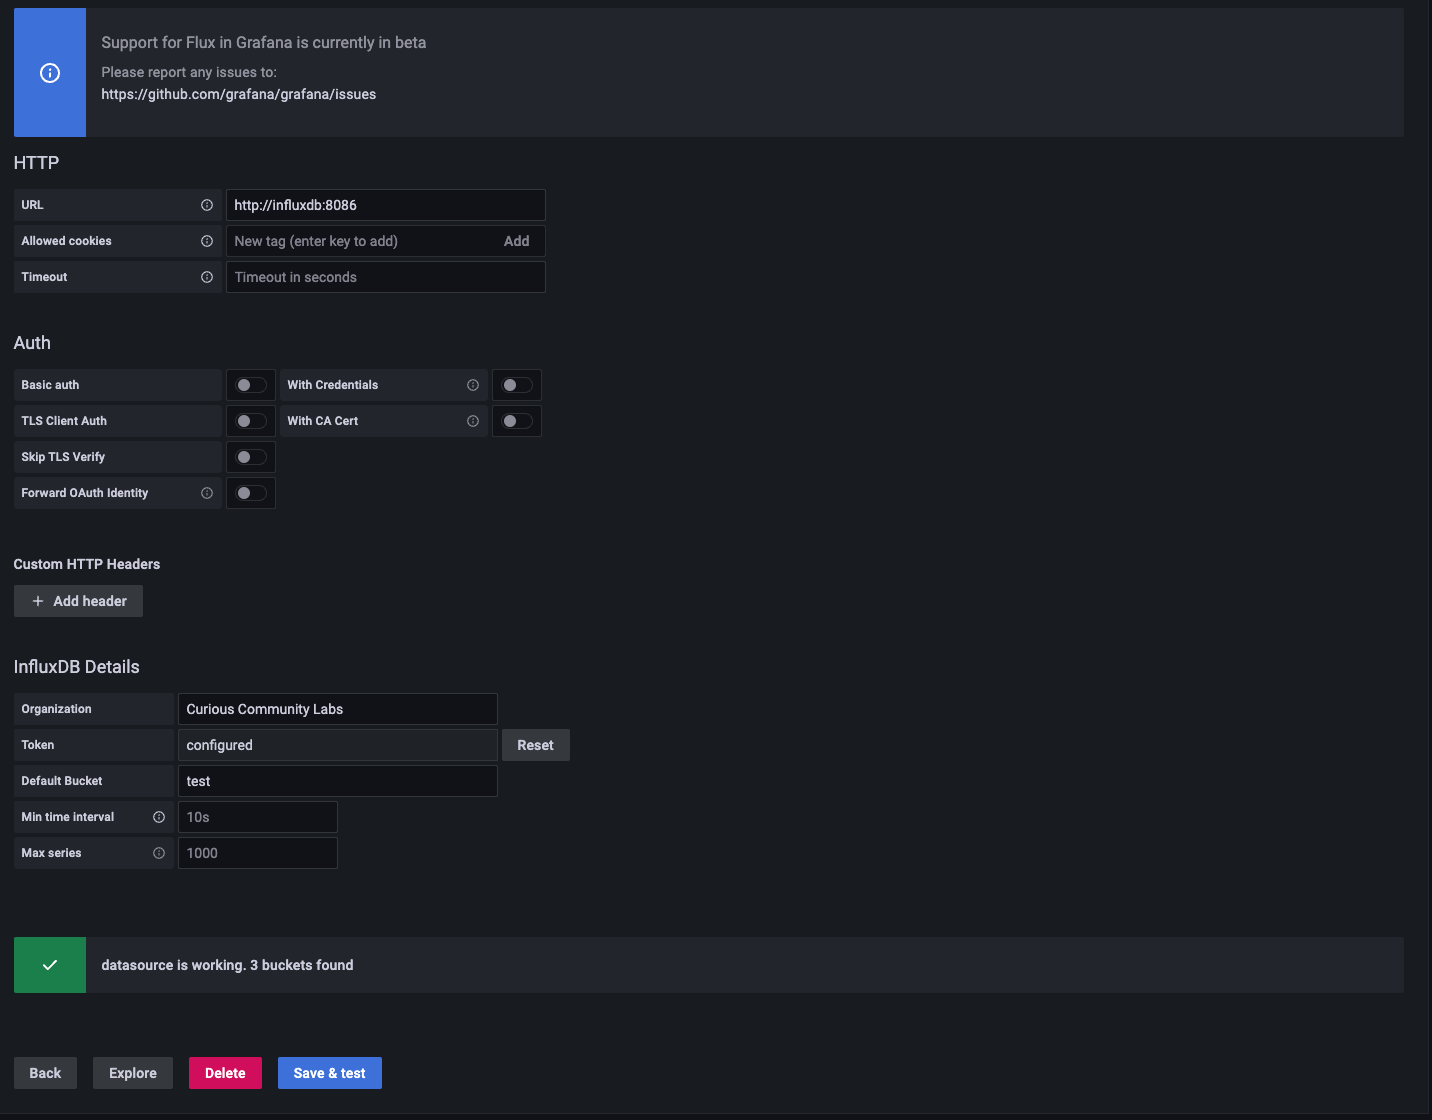 Support for Flux in Grafana is currently in beta
Please report any issues to:
https://github.com/grafana/grafana/issues
HTTP
URL
http://influxdb:8086
Allowed cookies
New tag (enter key to add)
Add
Timeout
Timeout in seconds
Auth
Basic auth
With Credentials
TLS Client Auth
With CA Cert
Skip TLS Verify
Forward OAuth Identity
Custom HTTP Headers
+ Add header
InfluxDB Details
Organization
Curious Community Labs
Token
configured
Reset
Default Bucket
test
Min time interval
10s
Max series
1000
datasource is working. 3 buckets found
Back
Explore
Delete
Save & test